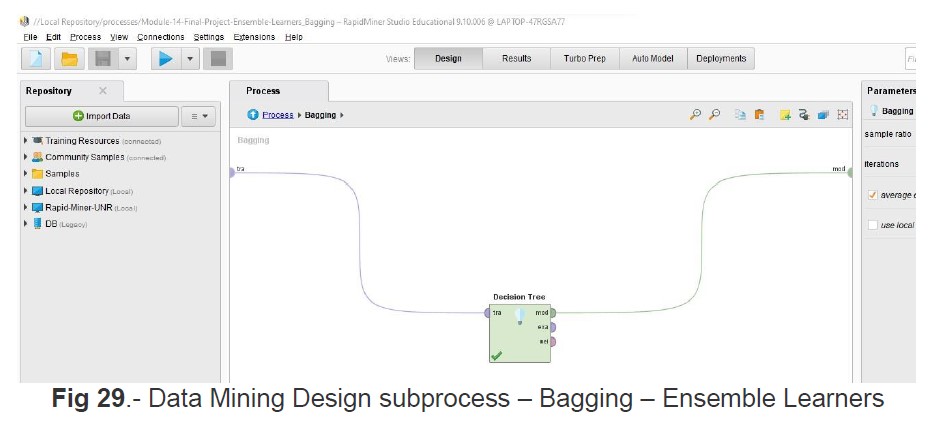 //Local Repository/processes/Module-14-Final-Project-Ensemble-Learners_Bagging – RapidMiner Studio Educational 9.10.006 @ LAPTOP-47RGSA77
File Edit Process View Connections Settings Extensions Help
Views: Design Results Turbo Prep Auto Model Deployments
Repository
Import Data
Training Resources (connected)
Community Samples (connected)
Samples
Local Repository (Local)
Rapid-Miner-UNR (Local)
DB (Legacy)
Process
Process Bagging
Bagging
tra
mod
Decision Tree
tra mod
exa
wei
Parameters
Bagging
sample ratio
iterations
average c
use local
Fig 29.- Data Mining Design subprocess – Bagging – Ensemble Learners